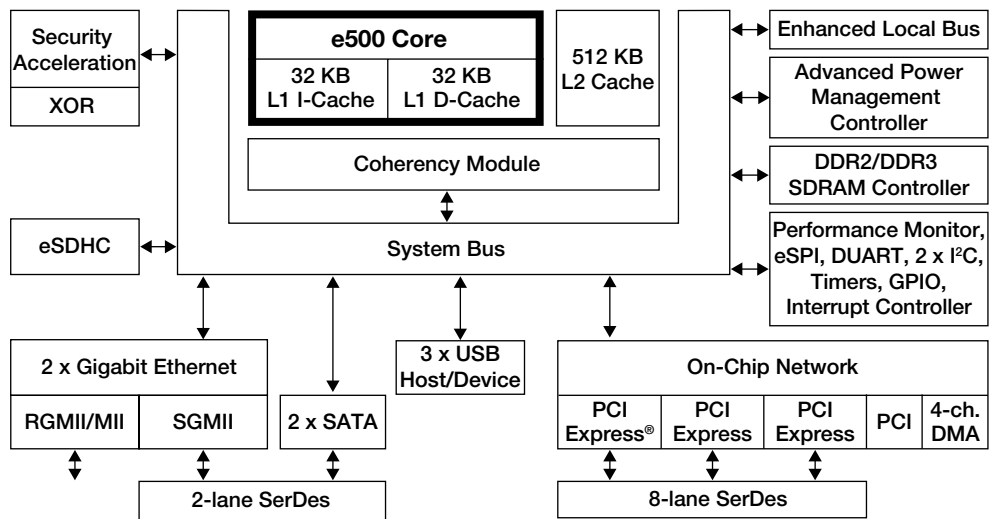 Security
Acceleration
XOR
e500 Core
32 KB
L1 I-Cache
32 KB
L1 D-Cache
512 KB
L2 Cache
Coherency Module
System Bus
Enhanced Local Bus
Advanced Power
Management
Controller
DDR2/DDR3
SDRAM Controller
Performance Monitor,
eSPI, DUART, 2 x I²C,
Timers, GPIO,
Interrupt Controller
eSDHC
2 x Gigabit Ethernet
RGMII/MII
SGMII
2 x SATA
3 x USB
Host/Device
On-Chip Network
PCI
Express®
PCI
Express
PCI
Express
PCI
4-ch.
DMA
2-lane SerDes
8-lane SerDes